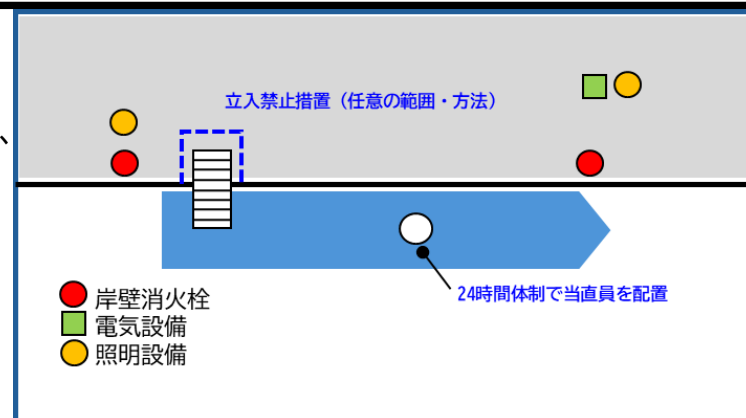 立入禁止措置（任意の範囲・方法）
、
24時間体制で当直員を配置
岸壁消火栓
電気設備
照明設備